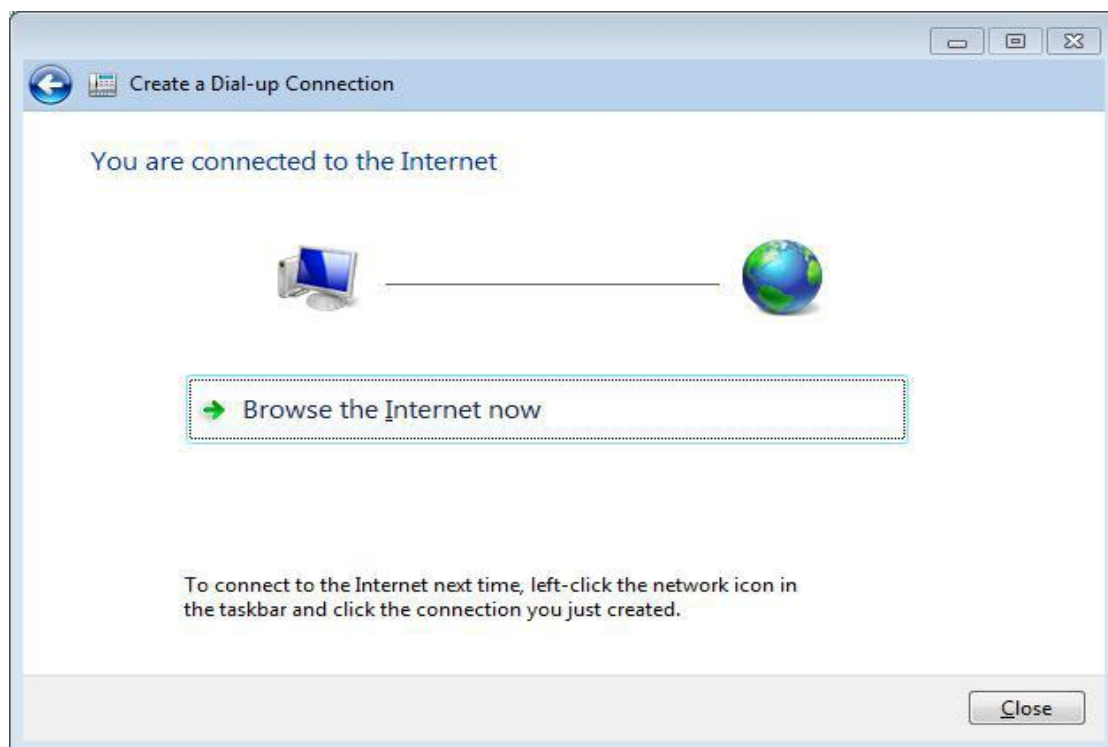 Create a Dial-up Connection
You are connected to the Internet
Browse the Internet now
To connect to the Internet next time, left-click the network icon in
the taskbar and click the connection you just created.
Close